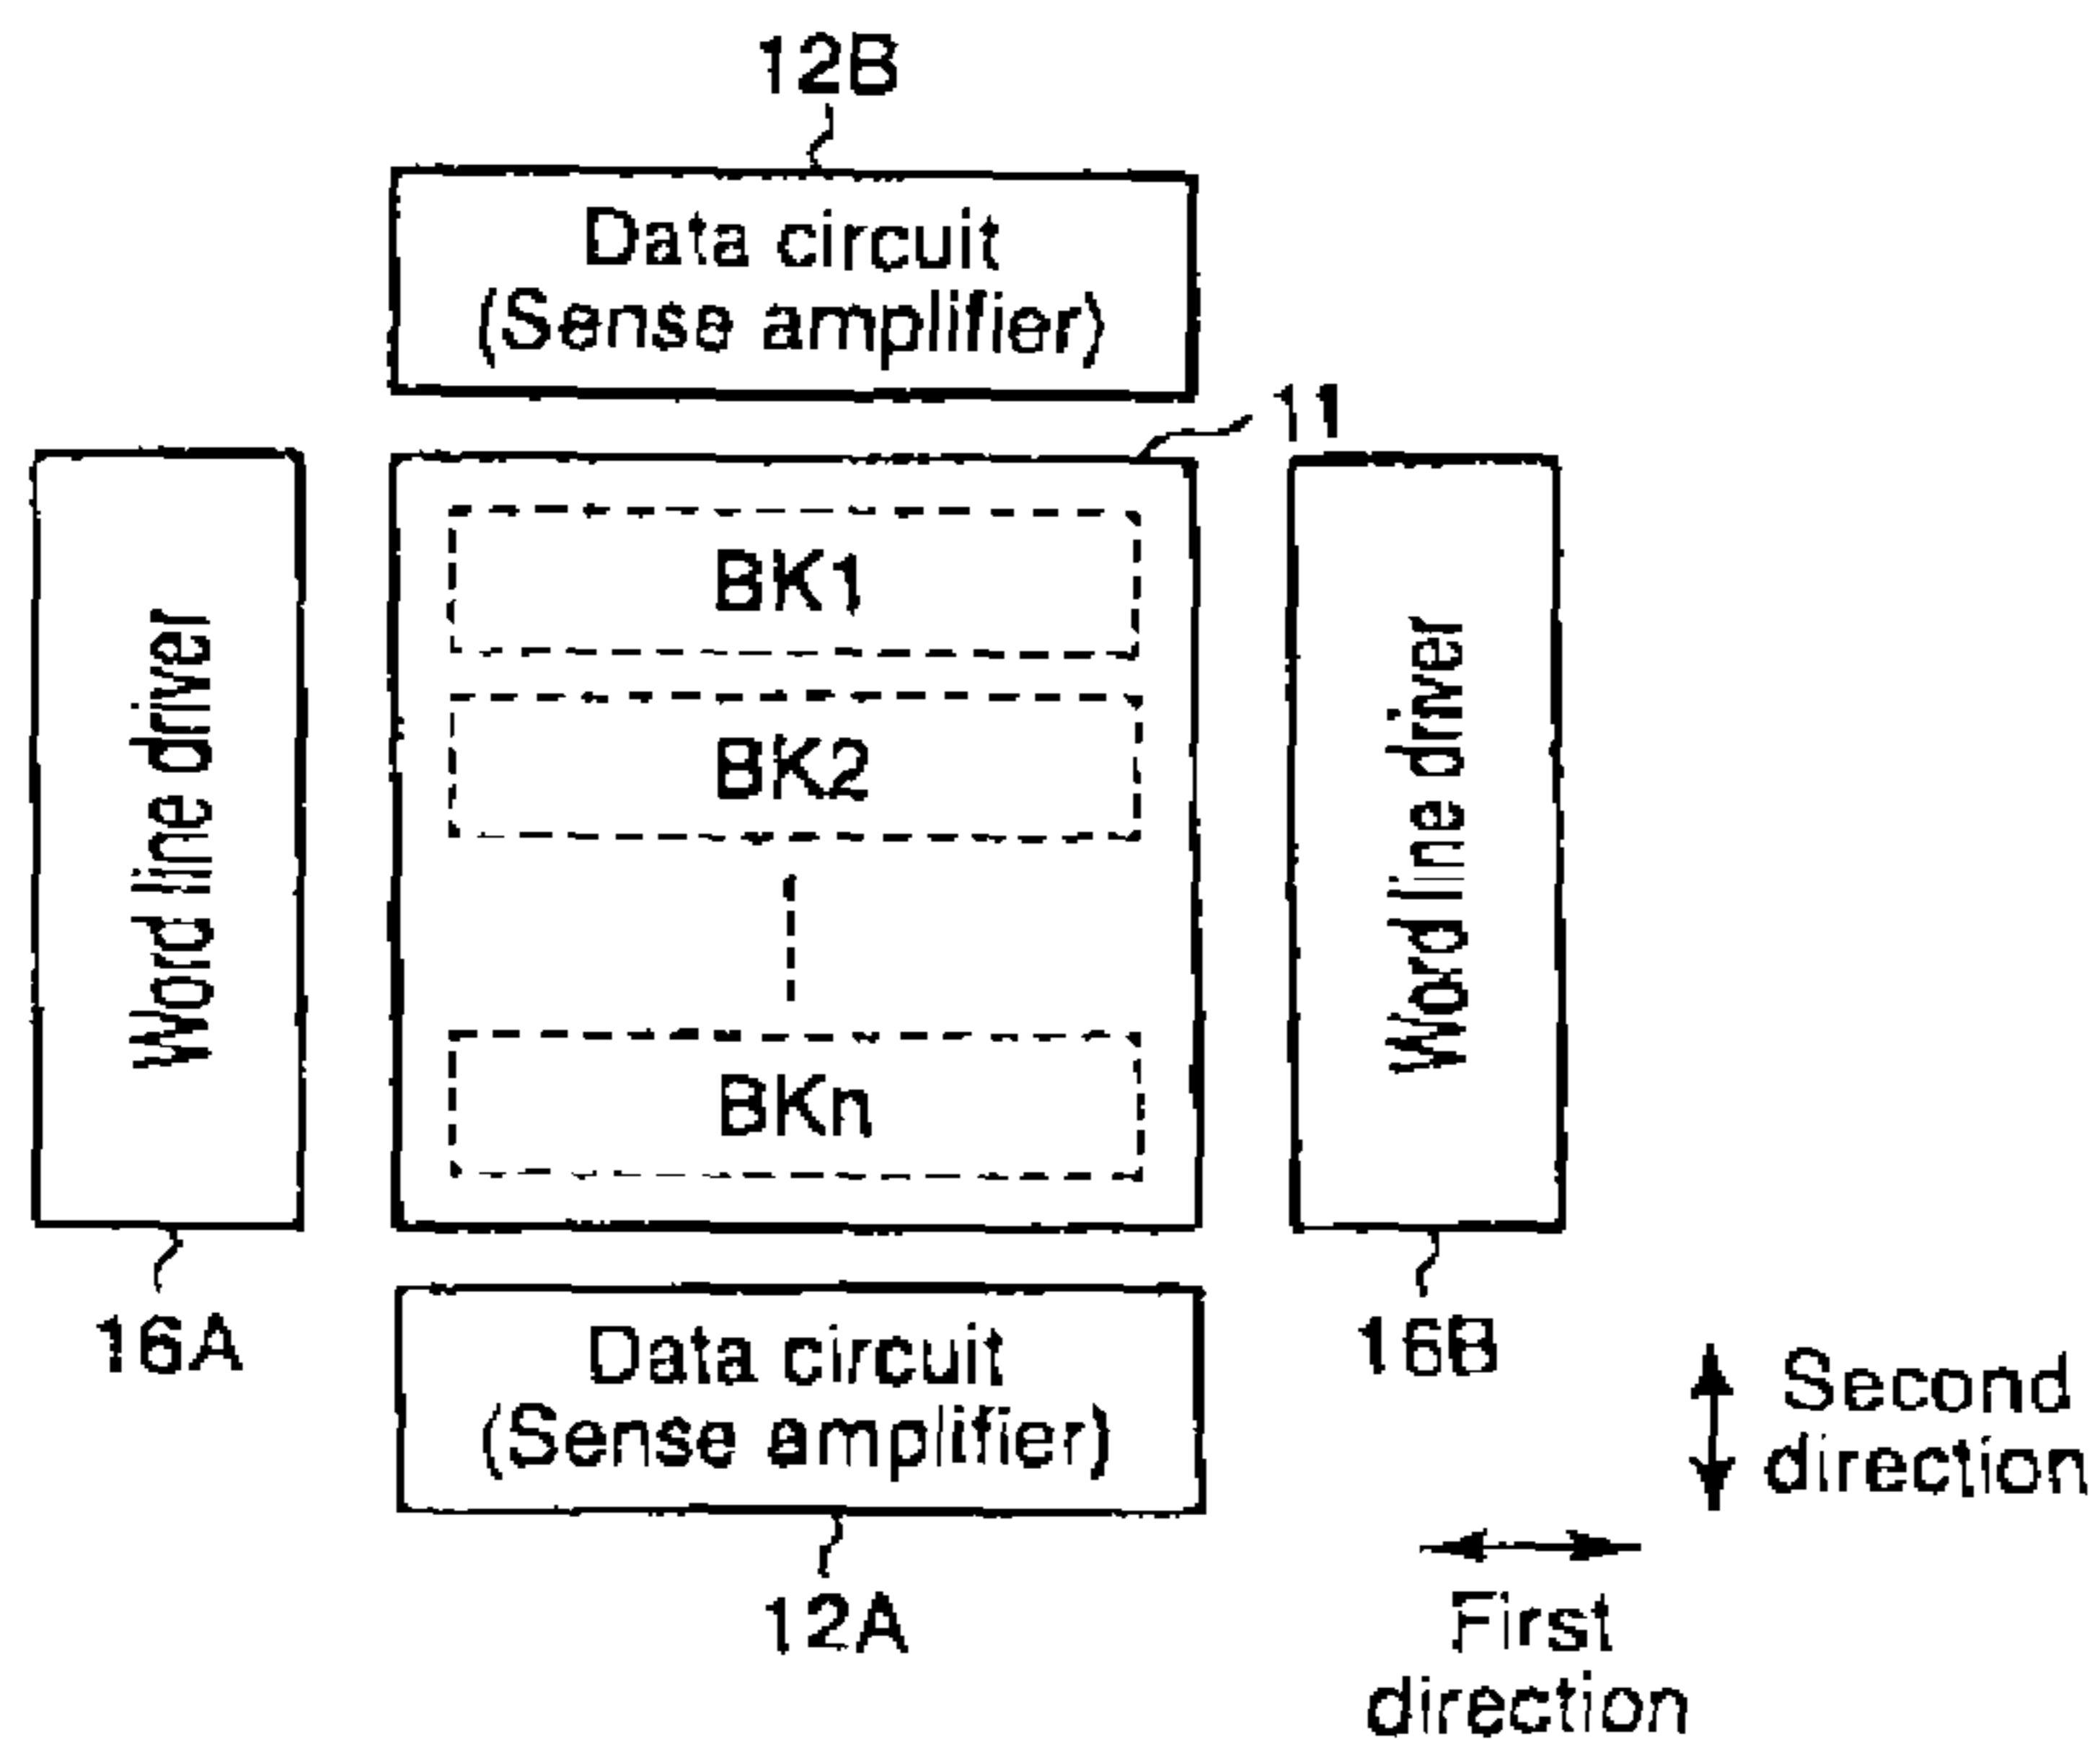 12B
Data circuit
(Sense amplifier)
11
Word line driver
BK1
BK2
BKn
Word line driver
16A
16B
Data circuit
(Sense amplifier)
12A
Second
direction
First
direction